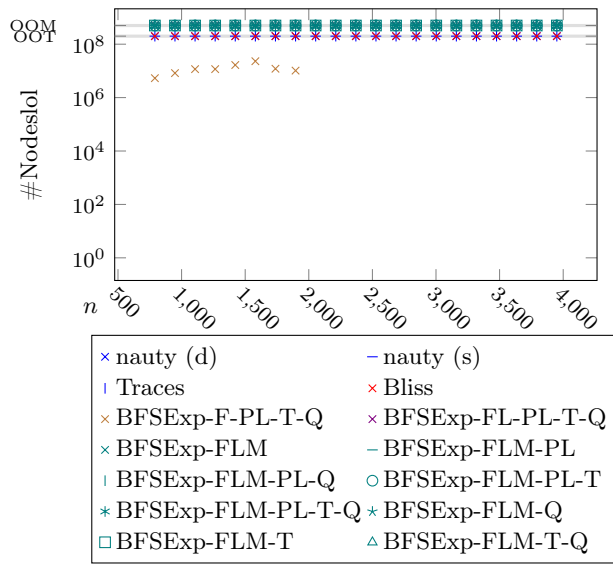 OOM
OOT
10^8
10^6
10^4
10^2
10^0
#Nodeslol
n
500 1,000 1,500 2,000 2,500 3,000 3,500 4,000
nauty (d) nauty (s)
Traces Bliss
BFSExp-F-PL-T-Q BFSExp-FL-PL-T-Q
BFSExp-FLM BFSExp-FLM-PL
BFSExp-FLM-PL-Q BFSExp-FLM-PL-T
BFSExp-FLM-PL-T-Q BFSExp-FLM-Q
BFSExp-FLM-T BFSExp-FLM-T-Q